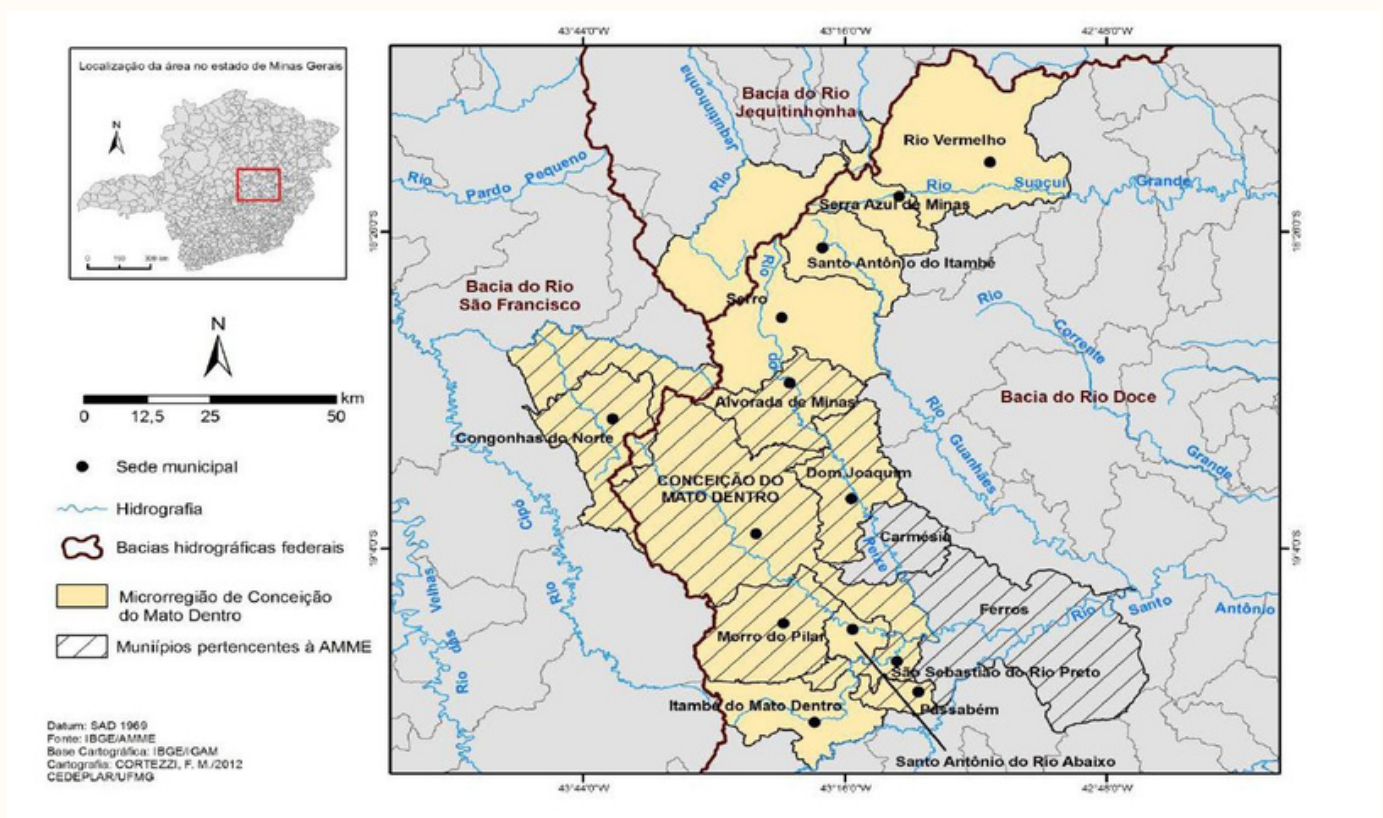 Localização da área no estado de Minas Gerais
N
0 150 300 km
N
km
0 12,5 25 50
Sede municipal
Hidrografia
Bacias hidrográficas federais
Microrregião de Conceição
do Mato Dentro
Muniípios pertencentes à AMME
Datum: SAD 1969
Fonte: IBGE/AMME
Base Cartográfica: IBGE/IGAM
Cartografia: CORTEZZI, F. M./2012
CEDEPLAR/UFMG
43°44'0"W 43°16'0"W 42°48'0"W
Bacia do Rio
Jequitinhonha
Rio Jequitinhonha
Rio Vermelho
Rio Pardo Pequeno
Rio Suaçuí Grande
Serra Azul de Minas
Santo Antônio do Itambé
Bacia do Rio
São Francisco
Serro
Rio do Peixe
Rio Corrente Grande
Alvorada de Minas
Bacia do Rio Doce
Congonhas do Norte
Rio Guanhães
Dom Joaquim
CONCEIÇÃO DO
MATO DENTRO
Rio Cipó
Carmésia
Rio das Velhas
Ferros
Rio Santo Antônio
Morro do Pilar
São Sebastião do Rio Preto
Itambé do Mato Dentro
Passabém
Santo Antônio do Rio Abaixo
19°4'0"S
19°4'0"S
43°44'0"W 43°16'0"W 42°48'0"W